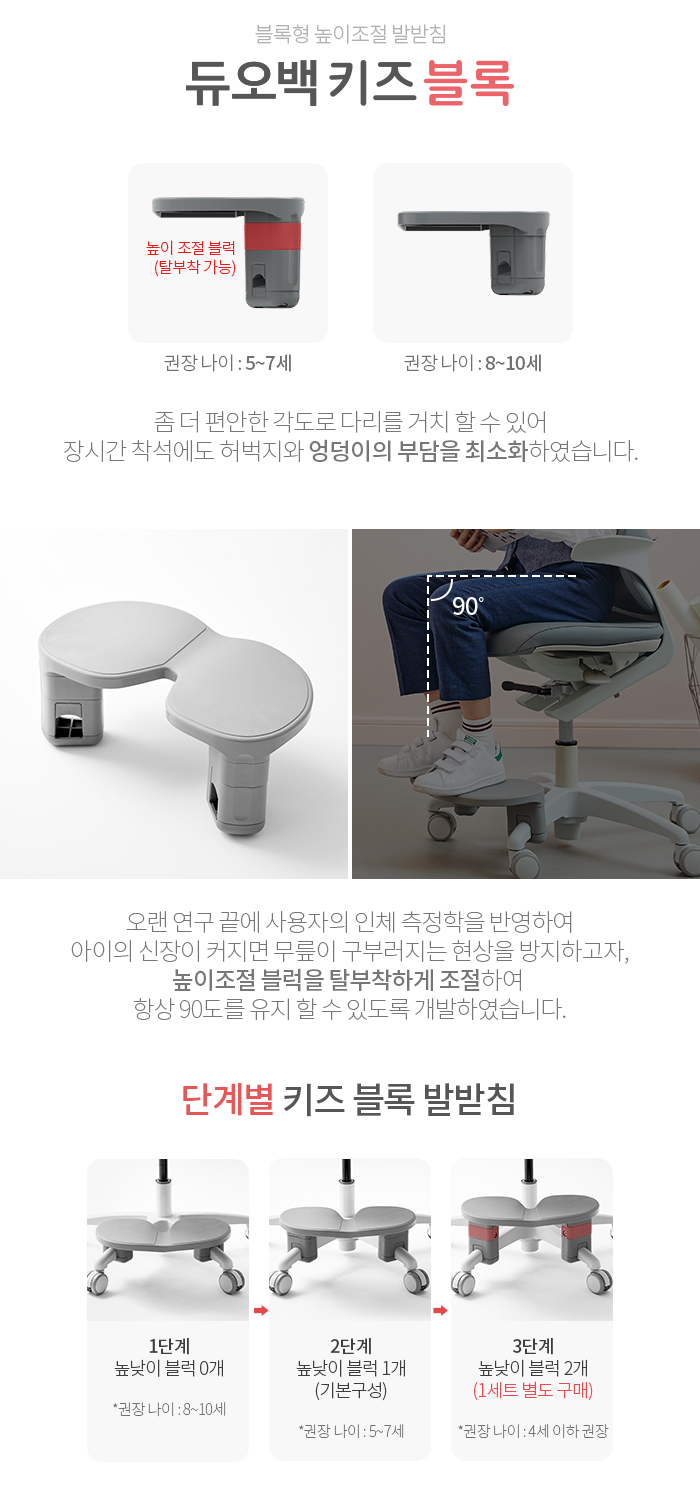 블록형 높이조절 발받침
듀오백 키즈 블록
높이 조절 블럭
(탈부착 가능)
권장 나이 : 5~7세
권장 나이 : 8~10세
좀 더 편안한 각도로 다리를 거치 할 수 있어
장시간 착석에도 허벅지와 엉덩이의 부담을 최소화하였습니다.
90°
오랜 연구 끝에 사용자의 인체 측정학을 반영하여
아이의 신장이 커지면 무릎이 구부러지는 현상을 방지하고자,
높이조절 블럭을 탈부착하게 조절하여
항상 90도를 유지 할 수 있도록 개발하였습니다.
단계별 키즈 블록 발받침
1단계
높낮이 블럭 0개
*권장 나이 : 8~10세
2단계
높낮이 블럭 1개
(기본구성)
*권장 나이 : 5~7세
3단계
높낮이 블럭 2개
(1세트 별도 구매)
*권장 나이 : 4세 이하 권장